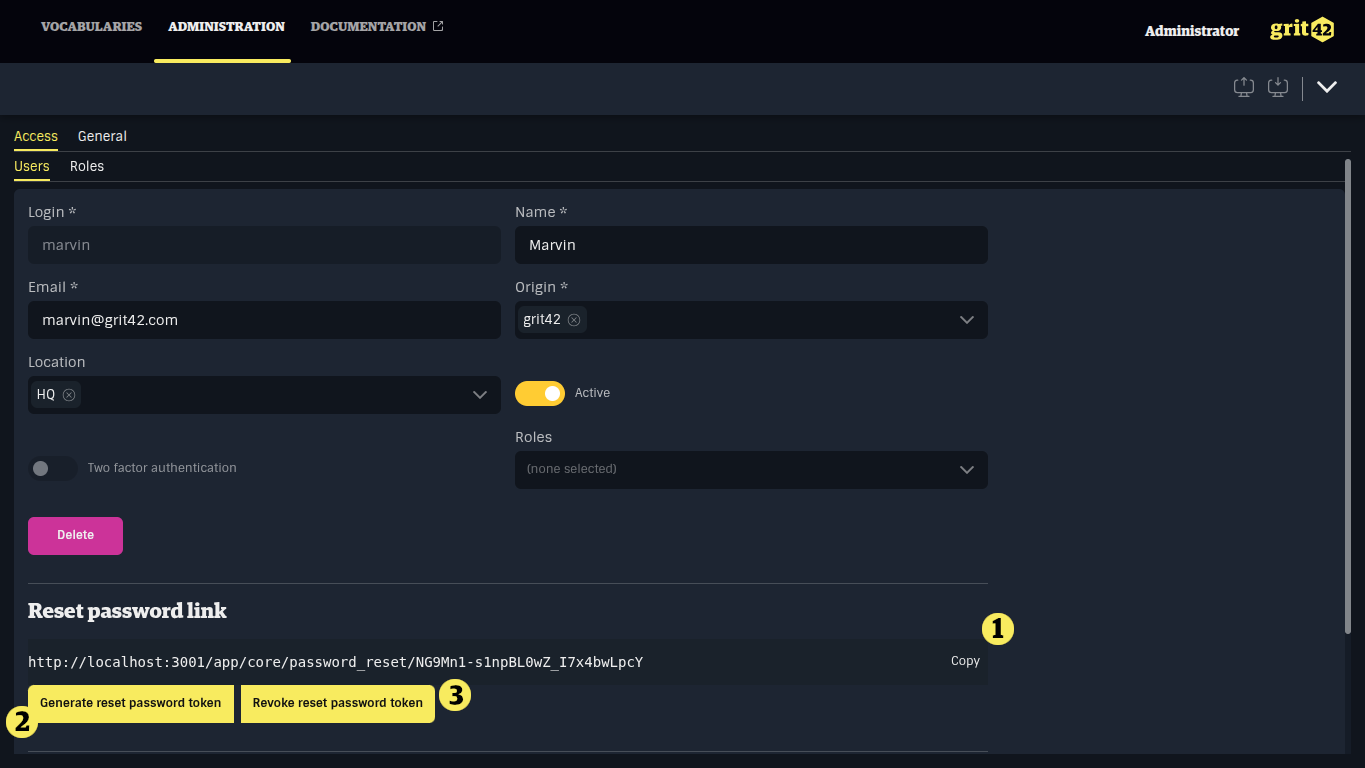 VOCABULARIES ADMINISTRATION DOCUMENTATION
Administrator grit42
Access General
Users Roles
Login * Name *
marvin Marvin
Email * Origin *
marvin@grit42.com grit42
Location
HQ Active
Roles
Two factor authentication (none selected)
Delete
Reset password link
1
http://localhost:3001/app/core/password_reset/NG9Mn1-s1npBL0wZ_I7x4bwLpcY Copy
Generate reset password token Revoke reset password token 3
2